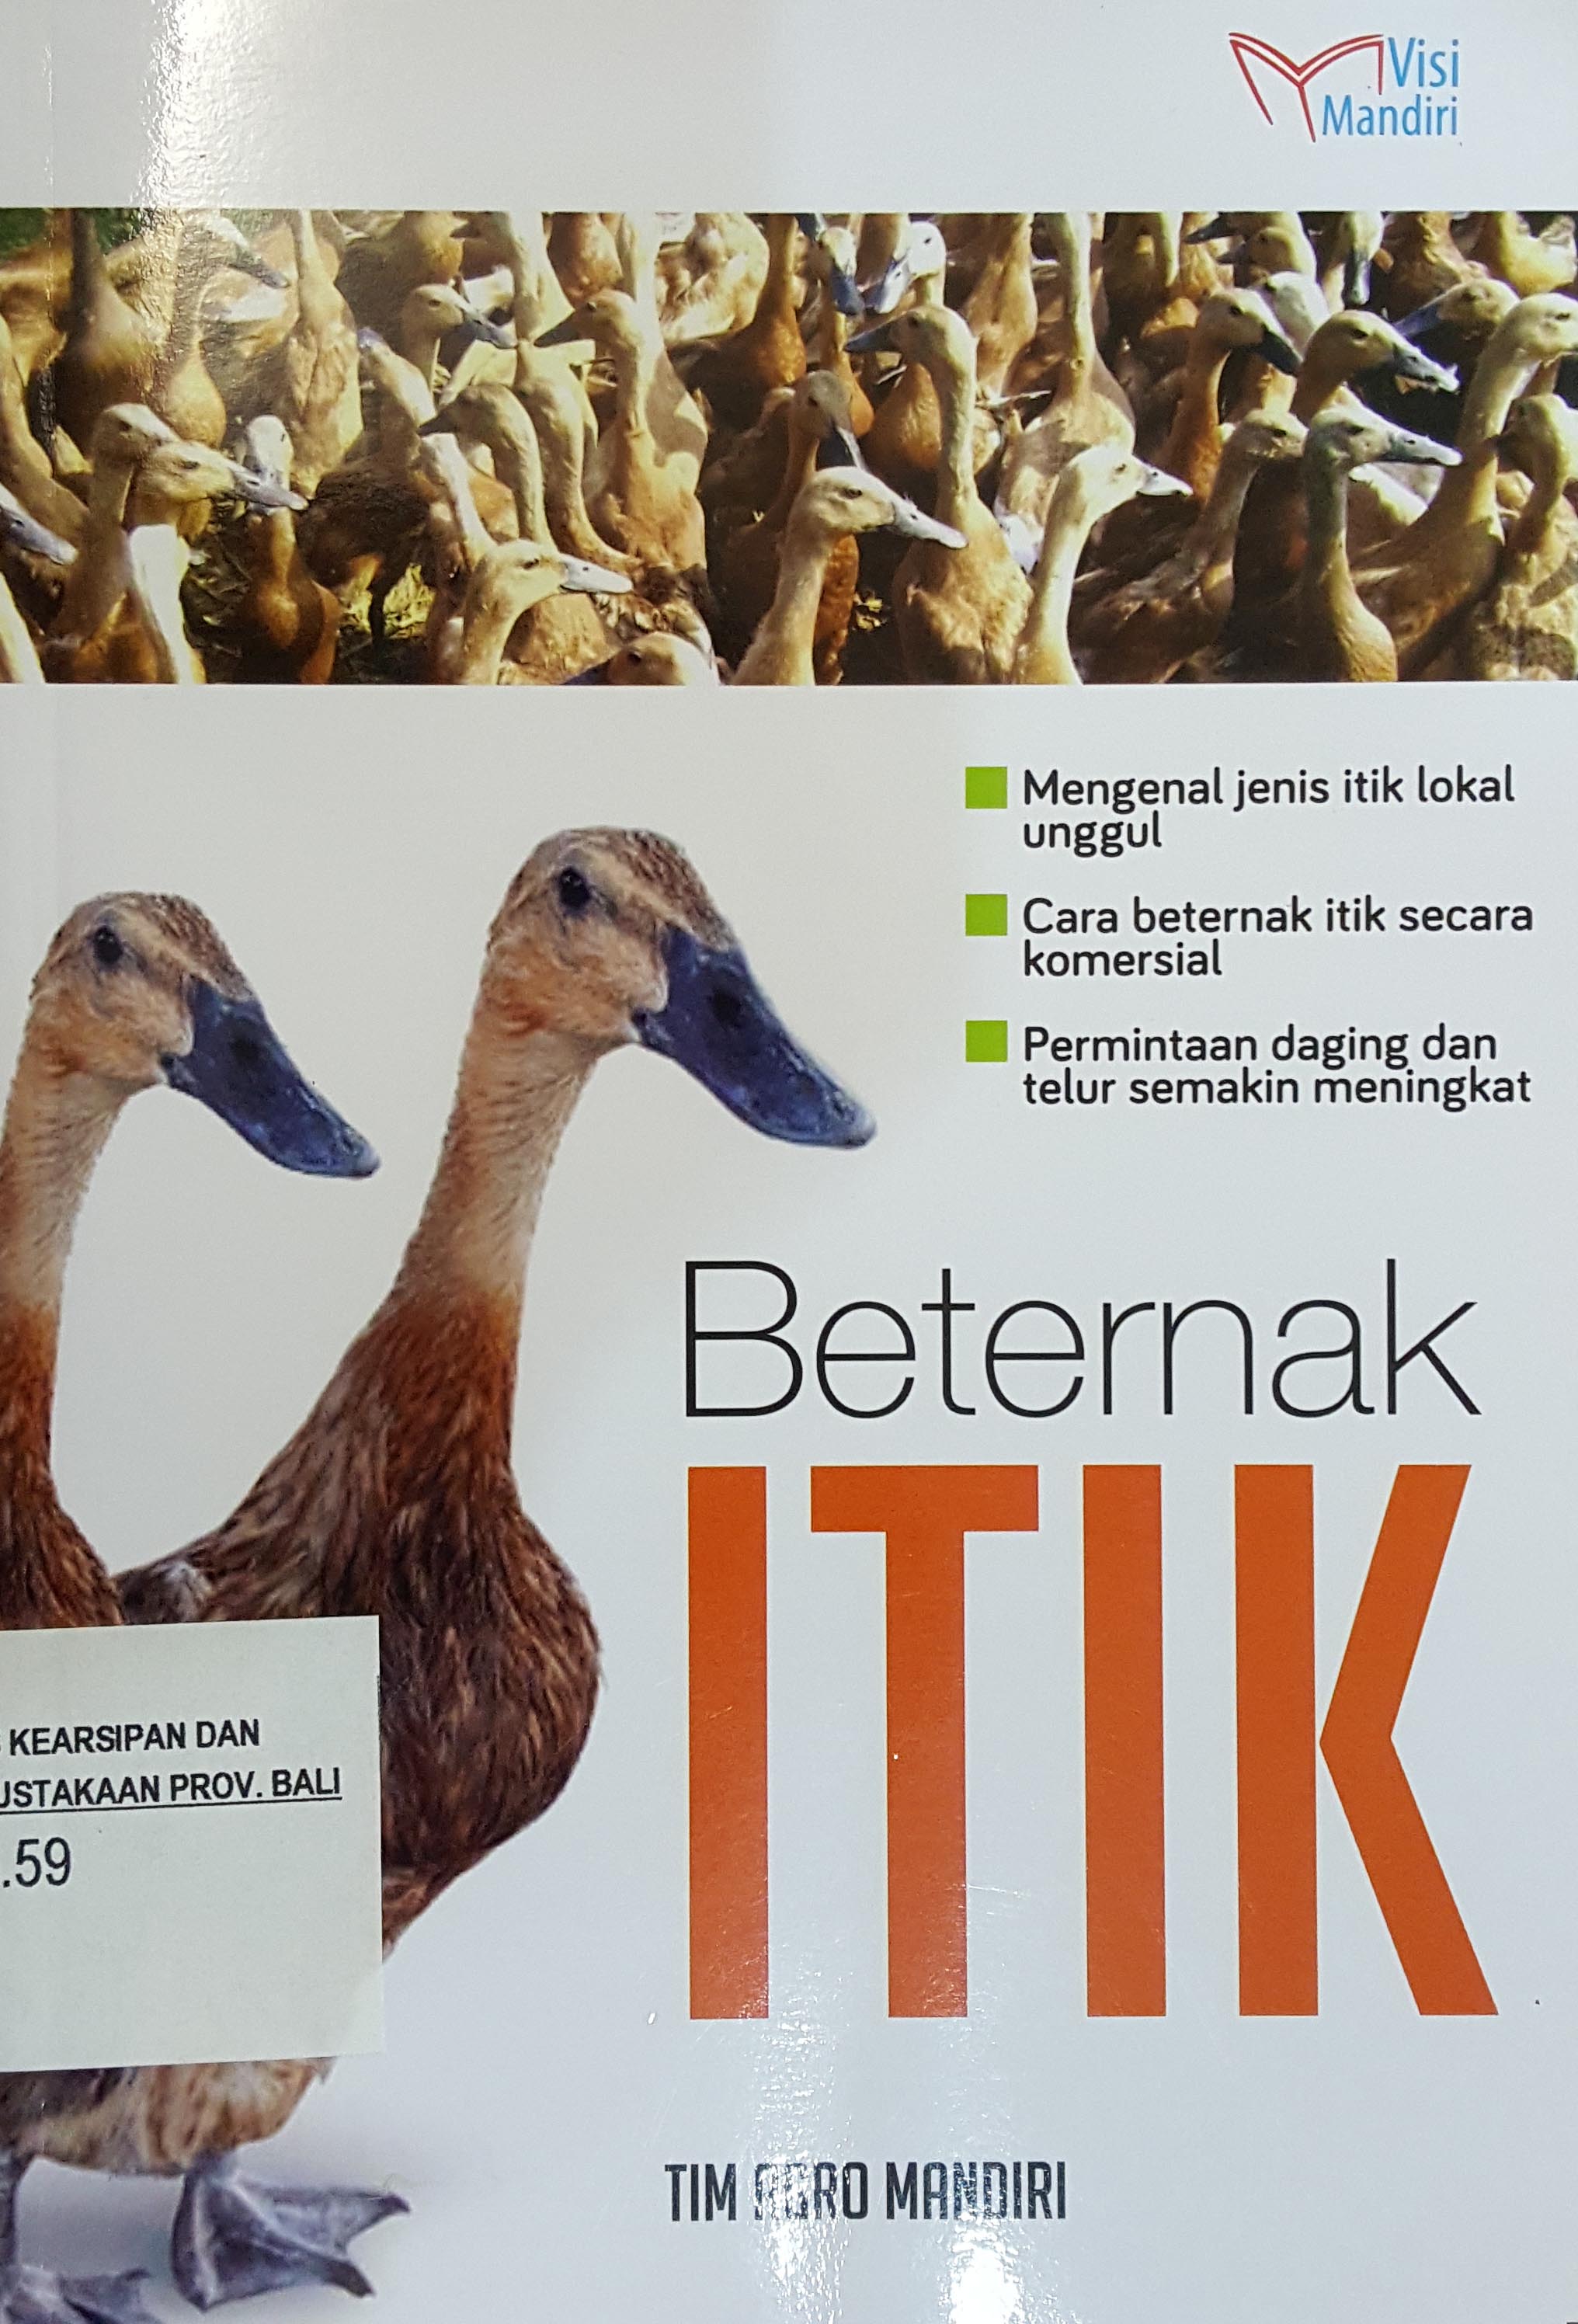 Visi
Mandiri
Mengenal jenis itik lokal
unggul
Cara beternak itik secara
komersial
Permintaan daging dan
telur semakin meningkat
Beternak
ITIK
KEARSIPAN DAN
USTAKAAN PROV. BALI
.59
TIM AGRO MANDIRI